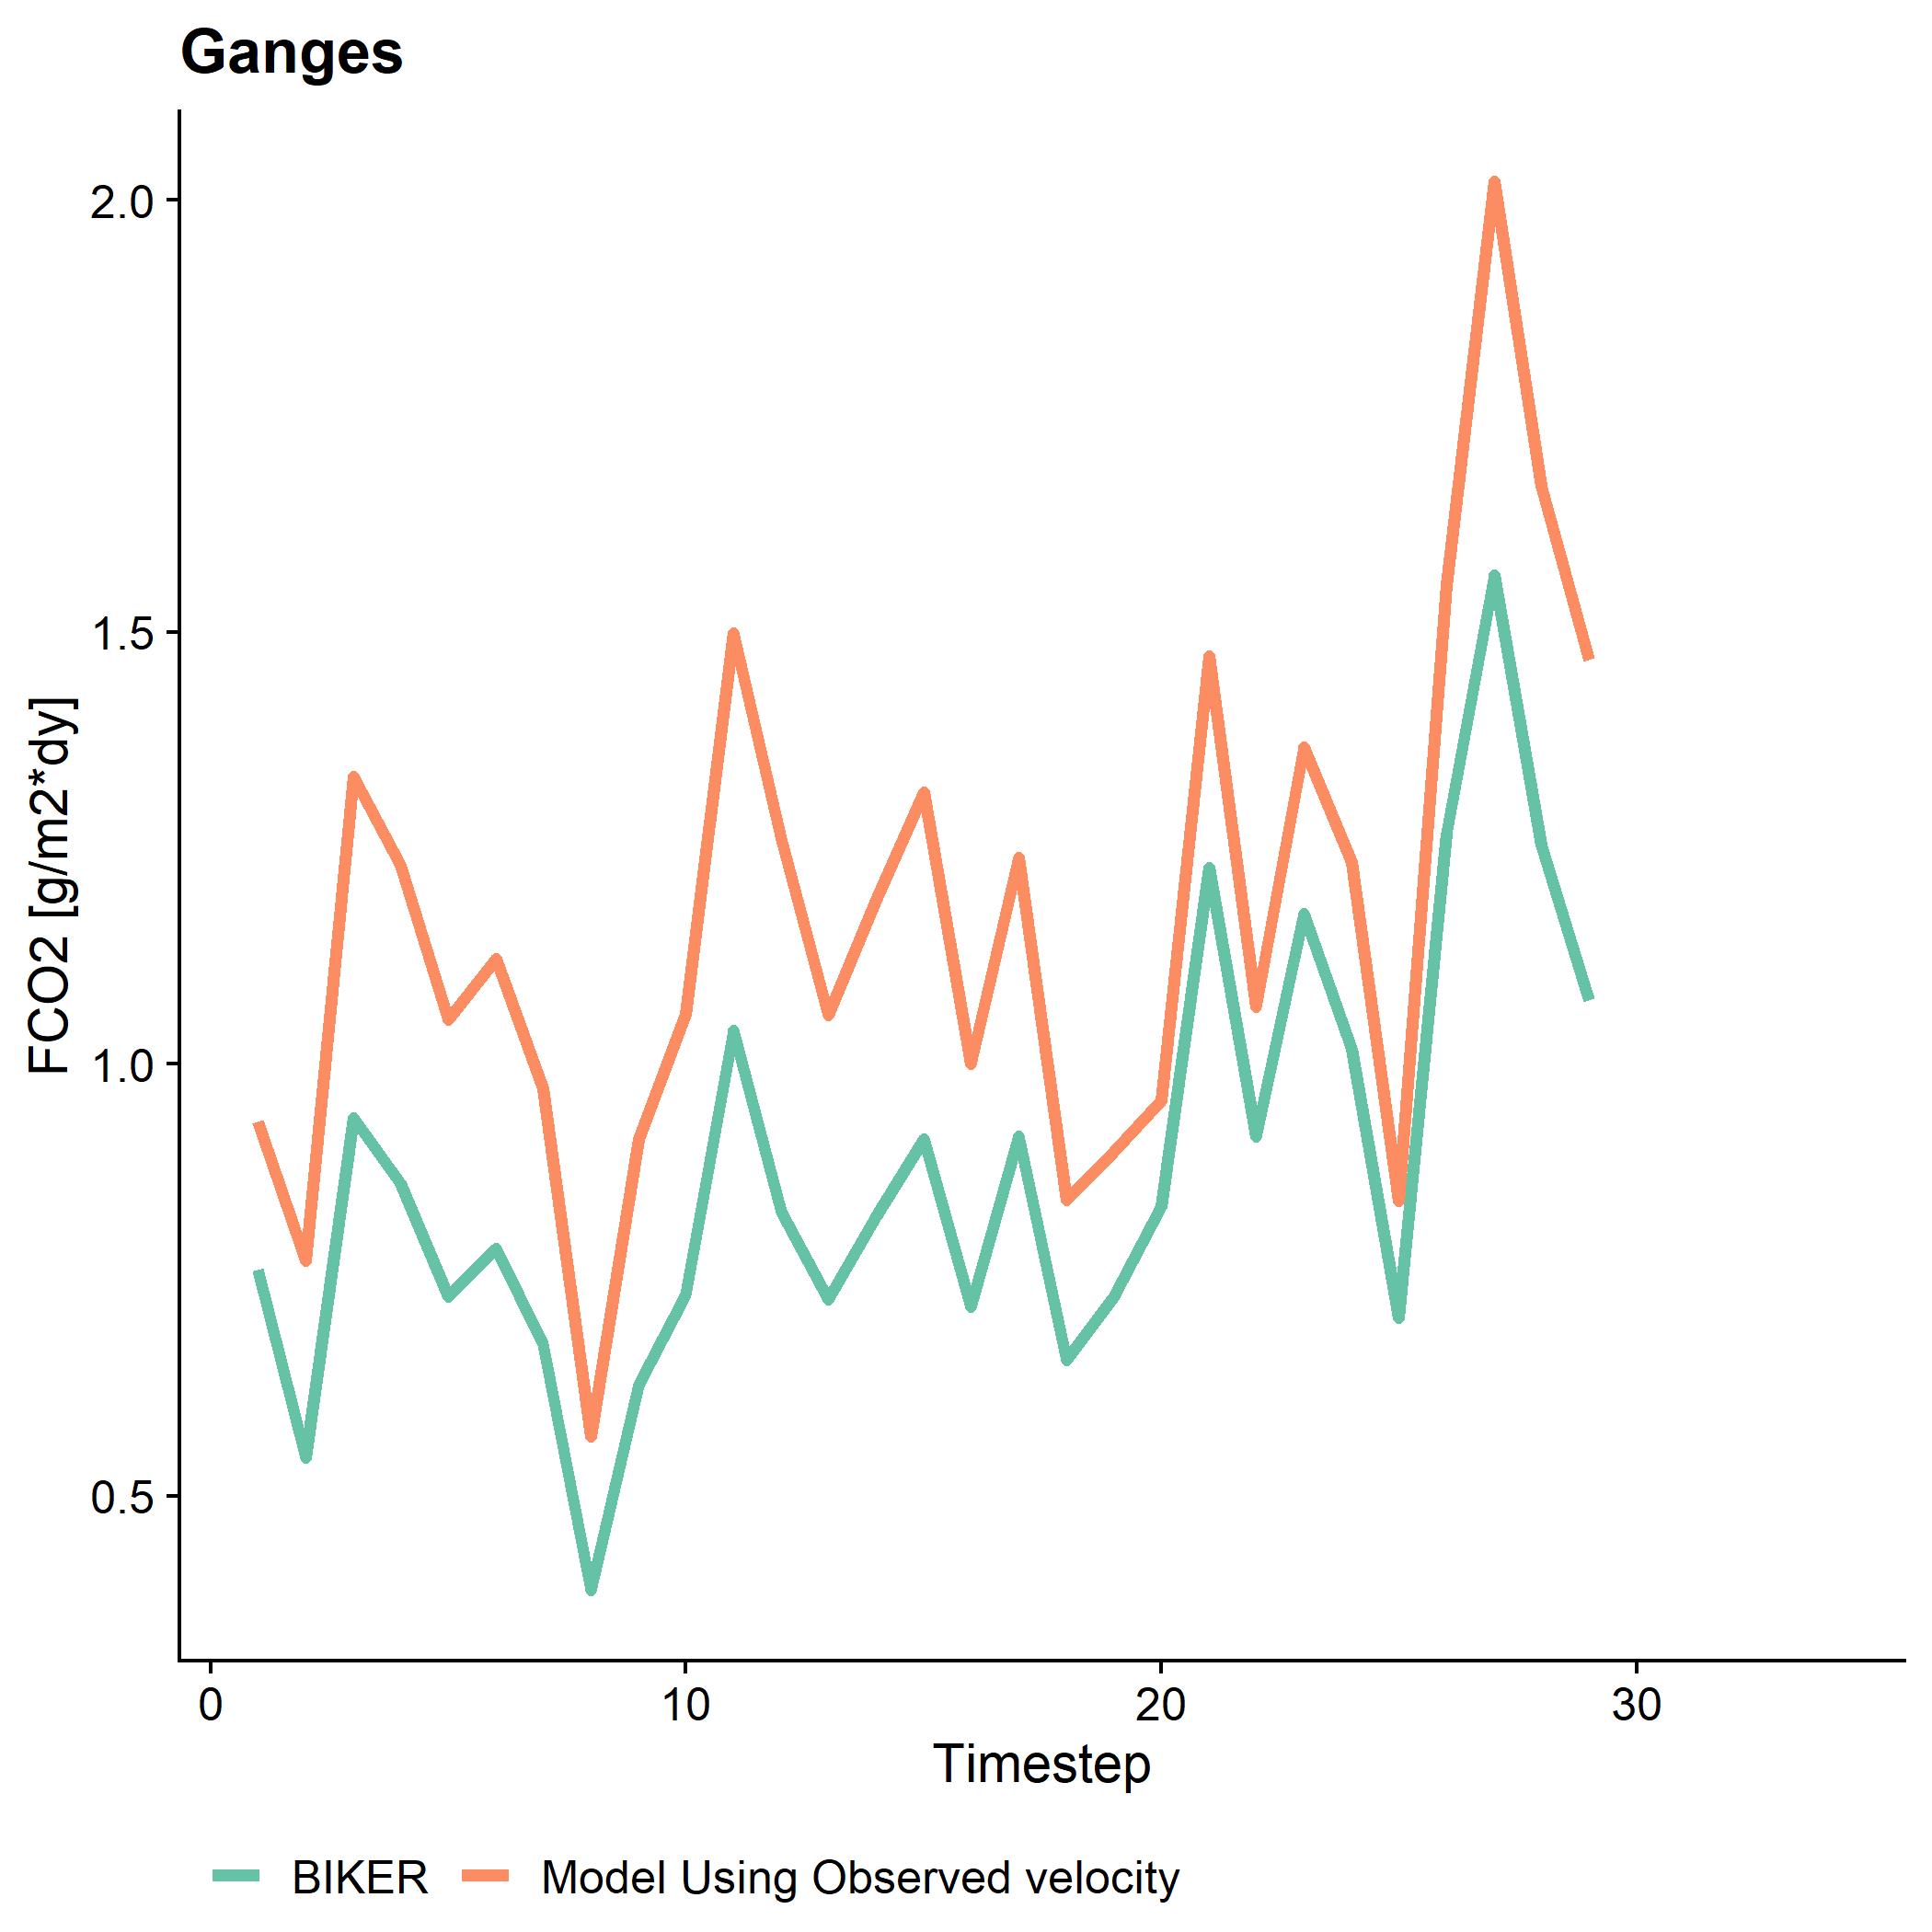 Ganges
2.0
1.5
1.0
0.5
FCO2 [g/m2*dy]
0 10 20 30
Timestep
BIKER Model Using Observed velocity